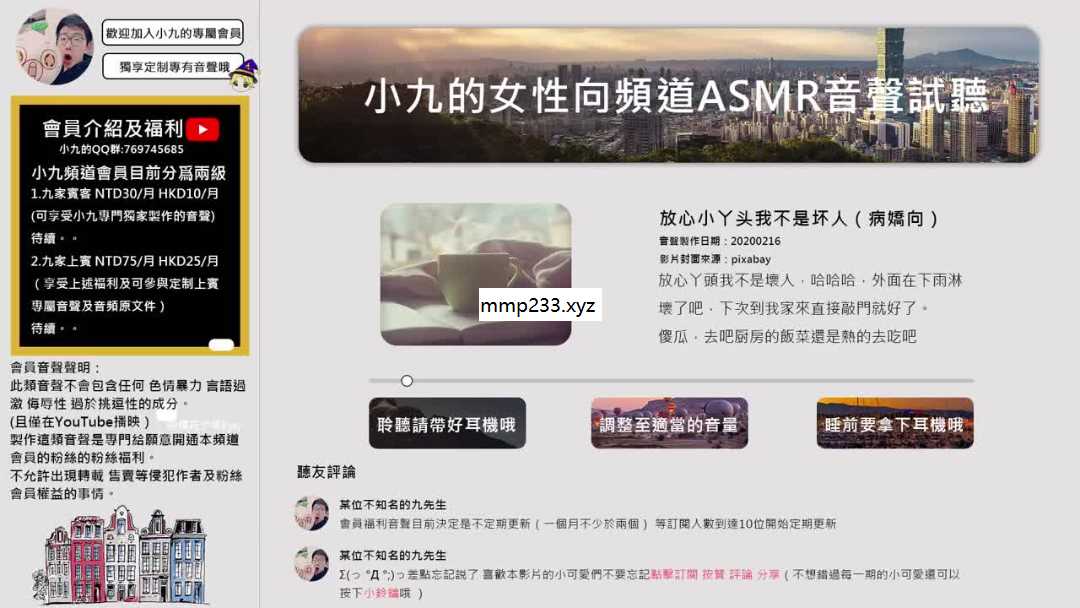 歡迎加入小九的專屬會員
獨享定制專有音聲哦
會員介紹及福利
小九的QQ群:769745685
小九頻道會員目前分爲兩級
1.九家賓客 NTD30/月 HKD10/月
(可享受小九専門獨家製作的音聲)
待續。。
2.九家上賓 NTD75/月 HKD25/月
（享受上述福利及可參與定制上賓
専屬音聲及音頻原文件）
待續。。
會員音聲聲明：
此類音聲不會包含任何 色情暴力 言語過
激 侮辱性 過於挑逗性的成分。
(且僅在YouTube播映）
製作這類音聲是専門給願意開通本頻道
會員的粉絲的粉絲福利。
不允許出現轉載 售賣等侵犯作者及粉絲
會員權益的事情。
小九的女性向頻道ASMR音聲試聽
放心小丫头我不是坏人（病嬌向）
音聲製作日期：20200216
影片封面來源：pixabay
放心丫頭我不是壞人，哈哈哈，外面在下雨淋
壞了吧，下次到我家來直接敲門就好了。
傻瓜，去吧厨房的飯菜還是熱的去吃吧
mmp233.xyz
聆聽請帶好耳機哦
調整至適當的音量
睡前要拿下耳機哦
聽友評論
某位不知名的九先生
會員福利音聲目前決定是不定期更新（一個月不少於兩個） 等訂閱人數到達10位開始定期更新
某位不知名的九先生
Σ(っ °Д °;)っ差點忘記説了 喜歡本影片的小可愛們不要忘記點擊訂閱 按贊 評論 分享（不想錯過每一期的小可愛還可以
按下小鈴鐺哦 ）